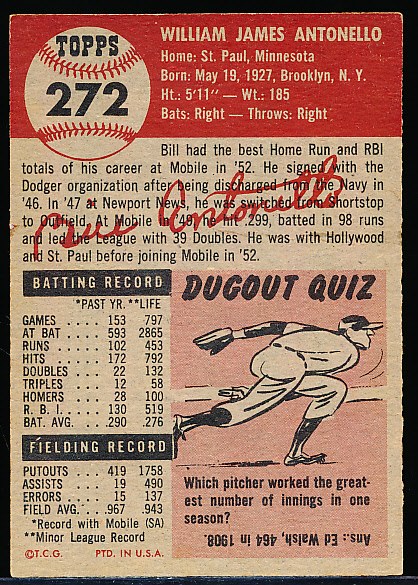 TOPPS
272
WILLIAM JAMES ANTONELLO
Home: St. Paul, Minnesota
Born: May 19, 1927, Brooklyn, N. Y.
Ht.: 5'11" — Wt.: 185
Bats: Right — Throws: Right
Bill had the best Home Run and RBI
totals of his career at Mobile in '52. He signed with the
Dodger organization after being discharged from the Navy in
'46. In '47 at Newport News, he was switched from Shortstop
to Outfield. At Mobile in '49, he hit .299, batted in 98 runs
and led the League with 39 Doubles. He was with Hollywood
and St. Paul before joining Mobile in '52.
Bill Antonello
BATTING RECORD
*PAST YR. **LIFE
GAMES . . . . 153 797
AT BAT . . . . 593 2865
RUNS . . . . . 102 453
HITS . . . . . 172 792
DOUBLES . . 22 132
TRIPLES . . . 12 58
HOMERS . . . 28 100
R. B. I. . . . . 130 519
BAT. AVG. . . .290 .276
FIELDING RECORD
PUTOUTS . . 419 1758
ASSISTS . . . 19 490
ERRORS . . . 15 137
FIELD AVG. . .967 .943
*Record with Mobile (SA)
**Minor League Record
©T.C.G. PTD. IN U.S.A.
DUGOUT QUIZ
Which pitcher worked the great-
est number of innings in one
season?
Ans.: Ed Walsh, 464 in 1908.